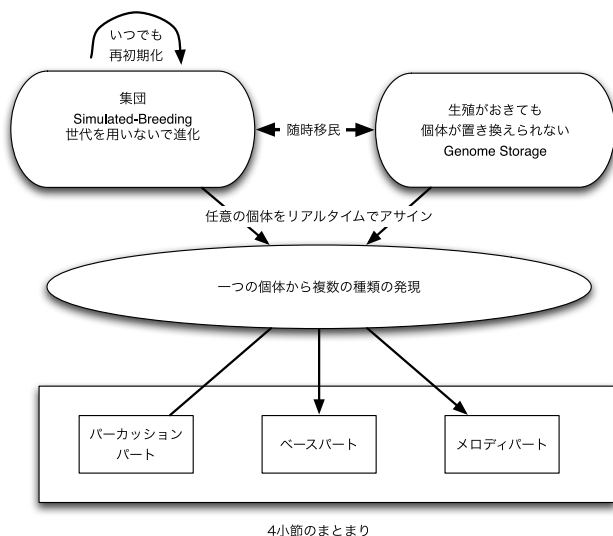 いつでも
再初期化
集団
Simulated-Breeding
世代を用いないで進化
随時移民
生殖がおきても
個体が置き換えられない
Genome Storage
任意の個体をリアルタイムでアサイン
一つの個体から複数の種類の発現
パーカッション
パート
ベースパート
メロディパート
4小節のまとまり